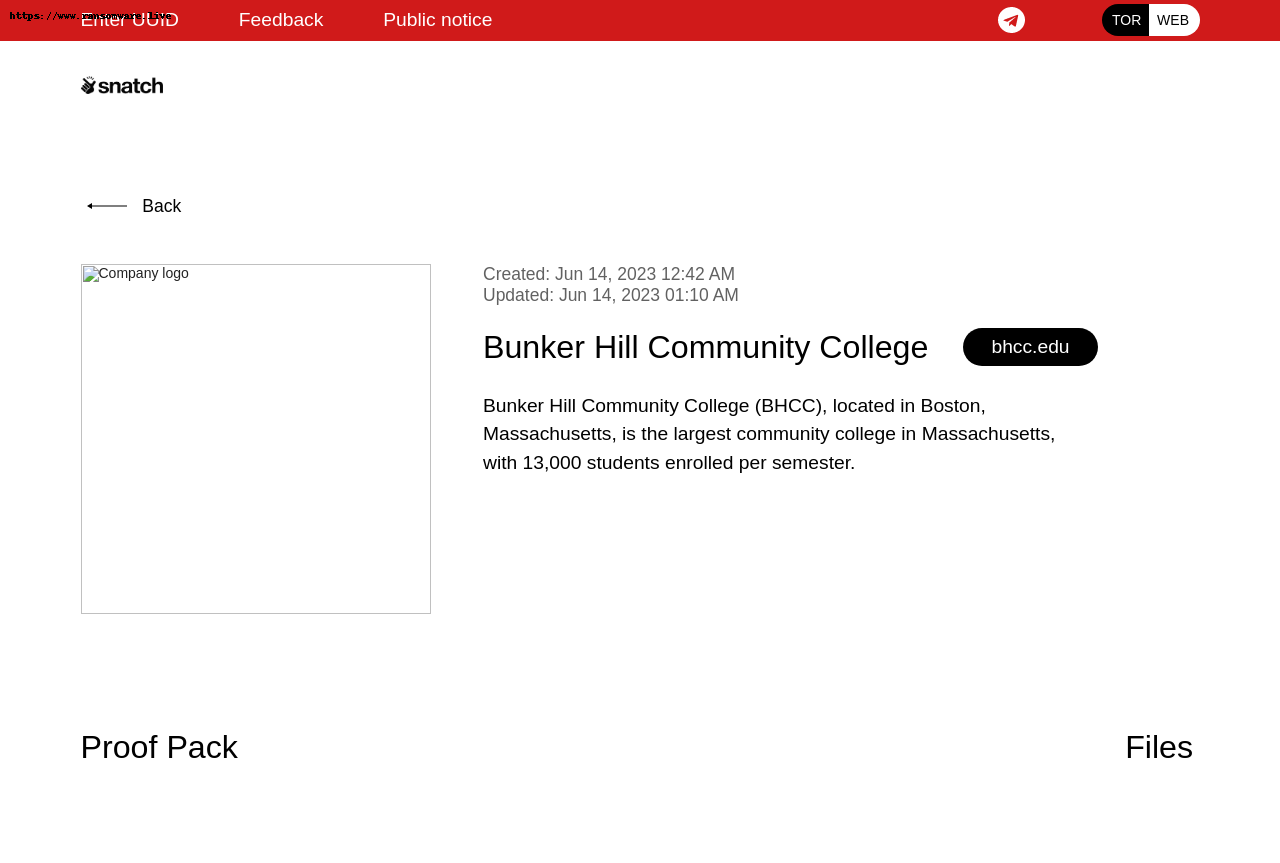 https://www.ransomware.live
Enter UUID
Feedback
Public notice
TOR
WEB
snatch
Back
Company logo
Created: Jun 14, 2023 12:42 AM
Updated: Jun 14, 2023 01:10 AM
Bunker Hill Community College
bhcc.edu
Bunker Hill Community College (BHCC), located in Boston,
Massachusetts, is the largest community college in Massachusetts,
with 13,000 students enrolled per semester.
Proof Pack
Files